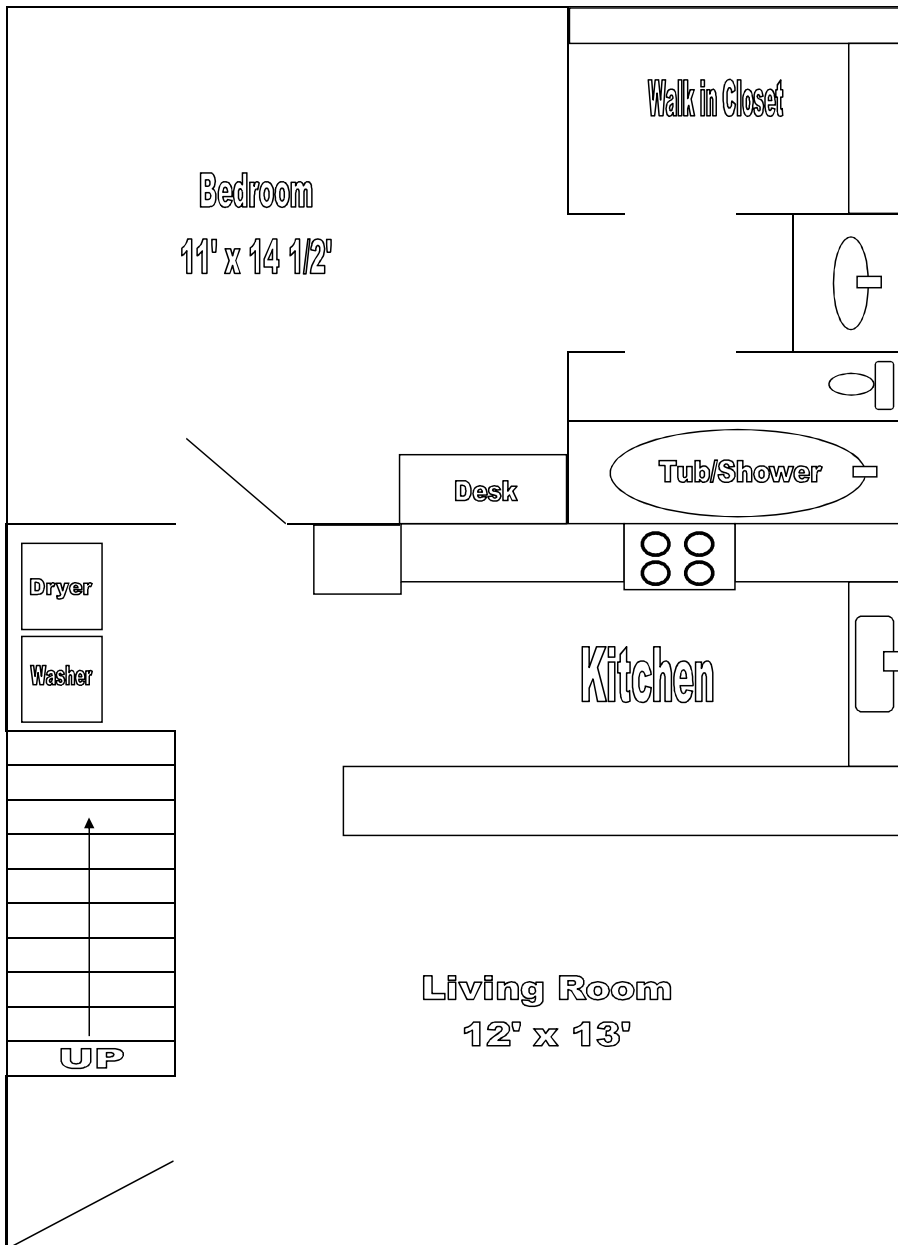 Walk in Closet
Bedroom
11' x 14 1/2'
Tub/Shower
Desk
Dryer
Washer
Kitchen
Living Room
12' x 13'
UP